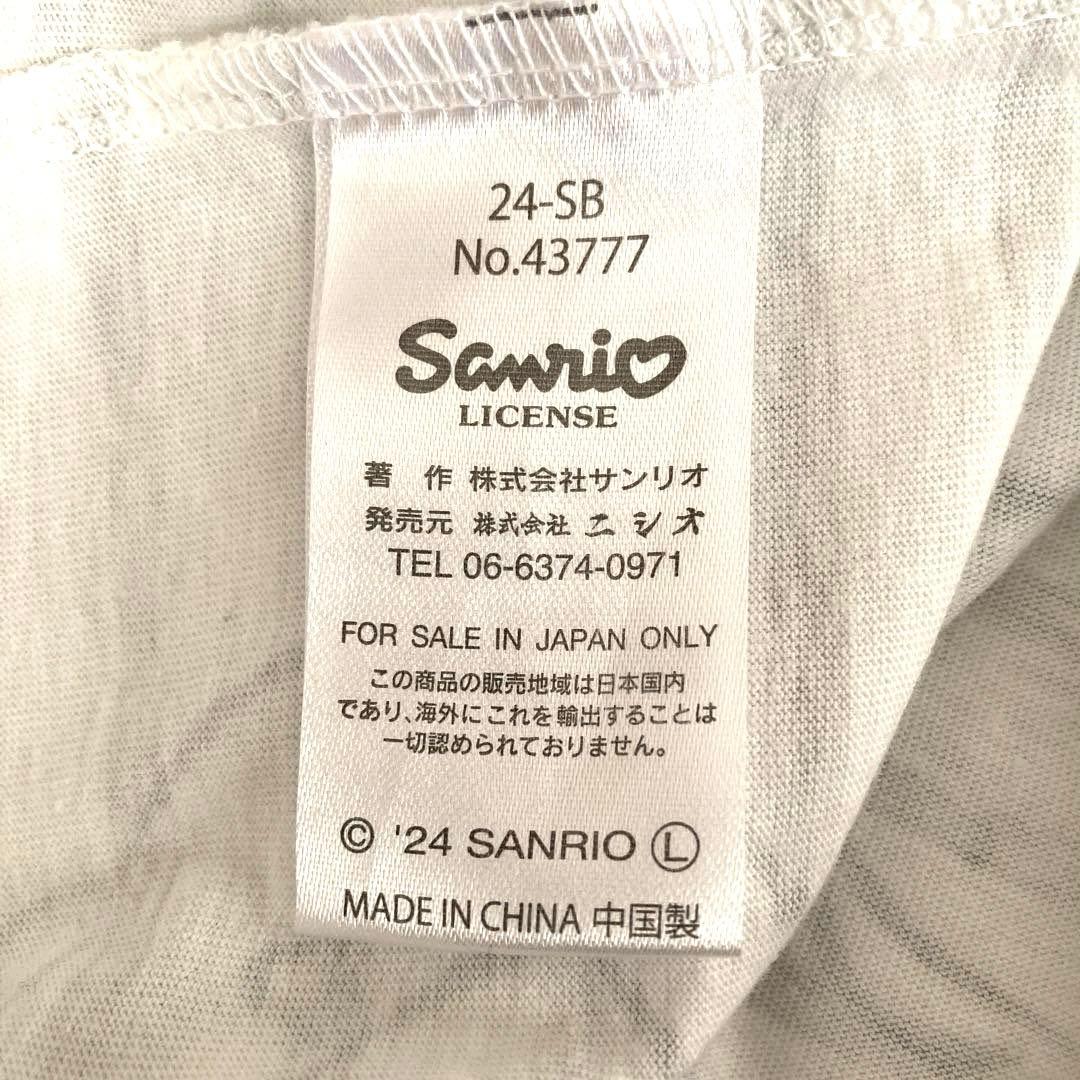 24-SB
No.43777
Sanrio
LICENSE
著 作 株式会社サンリオ
発売元 株式会社 ニシオ
TEL 06-6374-0971
FOR SALE IN JAPAN ONLY
この商品の販売地域は日本国内
であり、海外にこれを輸出することは
一切認められておりません。
© '24 SANRIO Ⓛ
MADE IN CHINA 中国製